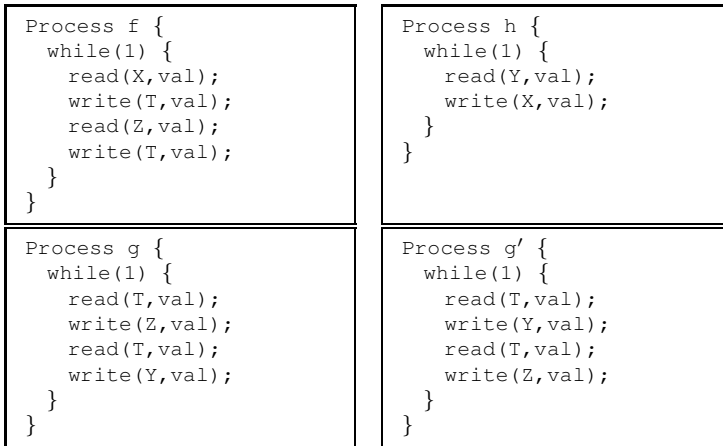 Process f {
  while(1) {
    read(X,val);
    write(T,val);
    read(Z,val);
    write(T,val);
  }
}
Process h {
  while(1) {
    read(Y,val);
    write(X,val);
  }
}
Process g {
  while(1) {
    read(T,val);
    write(Z,val);
    read(T,val);
    write(Y,val);
  }
}
Process g′ {
  while(1) {
    read(T,val);
    write(Y,val);
    read(T,val);
    write(Z,val);
  }
}